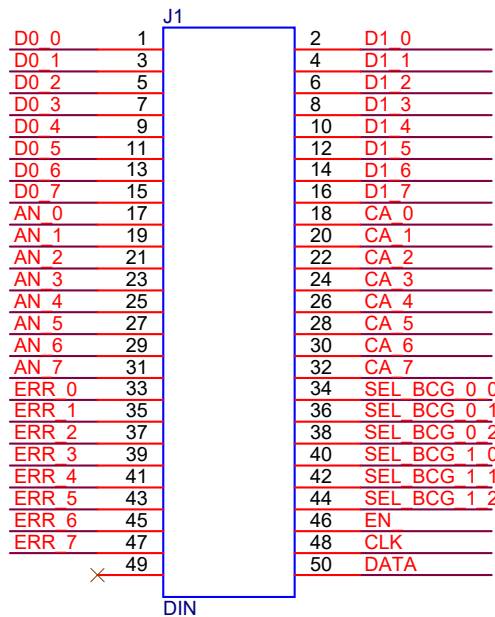 J1
D0_0 1 2 D1_0
D0_1 3 4 D1_1
D0_2 5 6 D1_2
D0_3 7 8 D1_3
D0_4 9 10 D1_4
D0_5 11 12 D1_5
D0_6 13 14 D1_6
D0_7 15 16 D1_7
AN_0 17 18 CA_0
AN_1 19 20 CA_1
AN_2 21 22 CA_2
AN_3 23 24 CA_3
AN_4 25 26 CA_4
AN_5 27 28 CA_5
AN_6 29 30 CA_6
AN_7 31 32 CA_7
ERR_0 33 34 SEL_BCG_0_0
ERR_1 35 36 SEL_BCG_0_1
ERR_2 37 38 SEL_BCG_0_2
ERR_3 39 40 SEL_BCG_1_0
ERR_4 41 42 SEL_BCG_1_1
ERR_5 43 44 SEL_BCG_1_2
ERR_6 45 46 EN
ERR_7 47 48 CLK
49 50 DATA
DIN